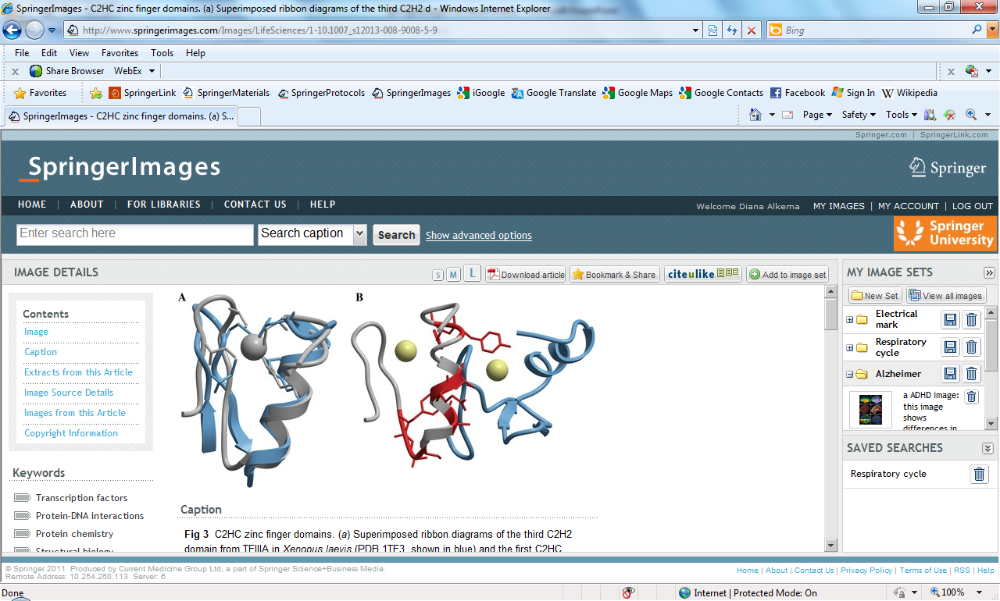 SpringerImages - C2HC zinc finger domains. (a) Superimposed ribbon diagrams of the third C2H2 d - Windows Internet Explorer
http://www.springerimages.com/Images/LifeSciences/1-10.1007_s12013-008-9008-5-9
Bing
File Edit View Favorites Tools Help
x Share Browser WebEx x
Favorites SpringerLink SpringerMaterials SpringerProtocols SpringerImages iGoogle Google Translate Google Maps Google Contacts Facebook Sign In Wikipedia
SpringerImages - C2HC zinc finger domains. (a) S...
Page Safety Tools
Springer.com | SpringerLink.com
SpringerImages
Springer
HOME | ABOUT | FOR LIBRARIES | CONTACT US | HELP
Welcome Diana Alkema MY IMAGES | MY ACCOUNT | LOG OUT
Enter search here Search caption Search Show advanced options
Springer
University
IMAGE DETAILS
S M L Download article Bookmark & Share citeulike Add to image set
Contents
Image
Caption
Extracts from this Article
Image Source Details
Images from this Article
Copyright Information
Keywords
Transcription factors
Protein-DNA interactions
Protein chemistry
Structural biology
A B
Caption
Fig 3 C2HC zinc finger domains. (a) Superimposed ribbon diagrams of the third C2H2
domain from TFIIIA in Xenopus laevis (PDB 1TF3, shown in blue) and the first C2HC
MY IMAGE SETS
New Set View all images
Electrical
mark
Respiratory
cycle
Alzheimer
a ADHD image:
this image
shows
differences in
SAVED SEARCHES
Respiratory cycle
© Springer 2011. Produced by Current Medicine Group Ltd, a part of Springer Science+Business Media.
Remote Address: 10.254.250.113 Server: 6
Home | About | Contact Us | Privacy Policy | Terms of Use | RSS | Help
Done
Internet | Protected Mode: On
100%